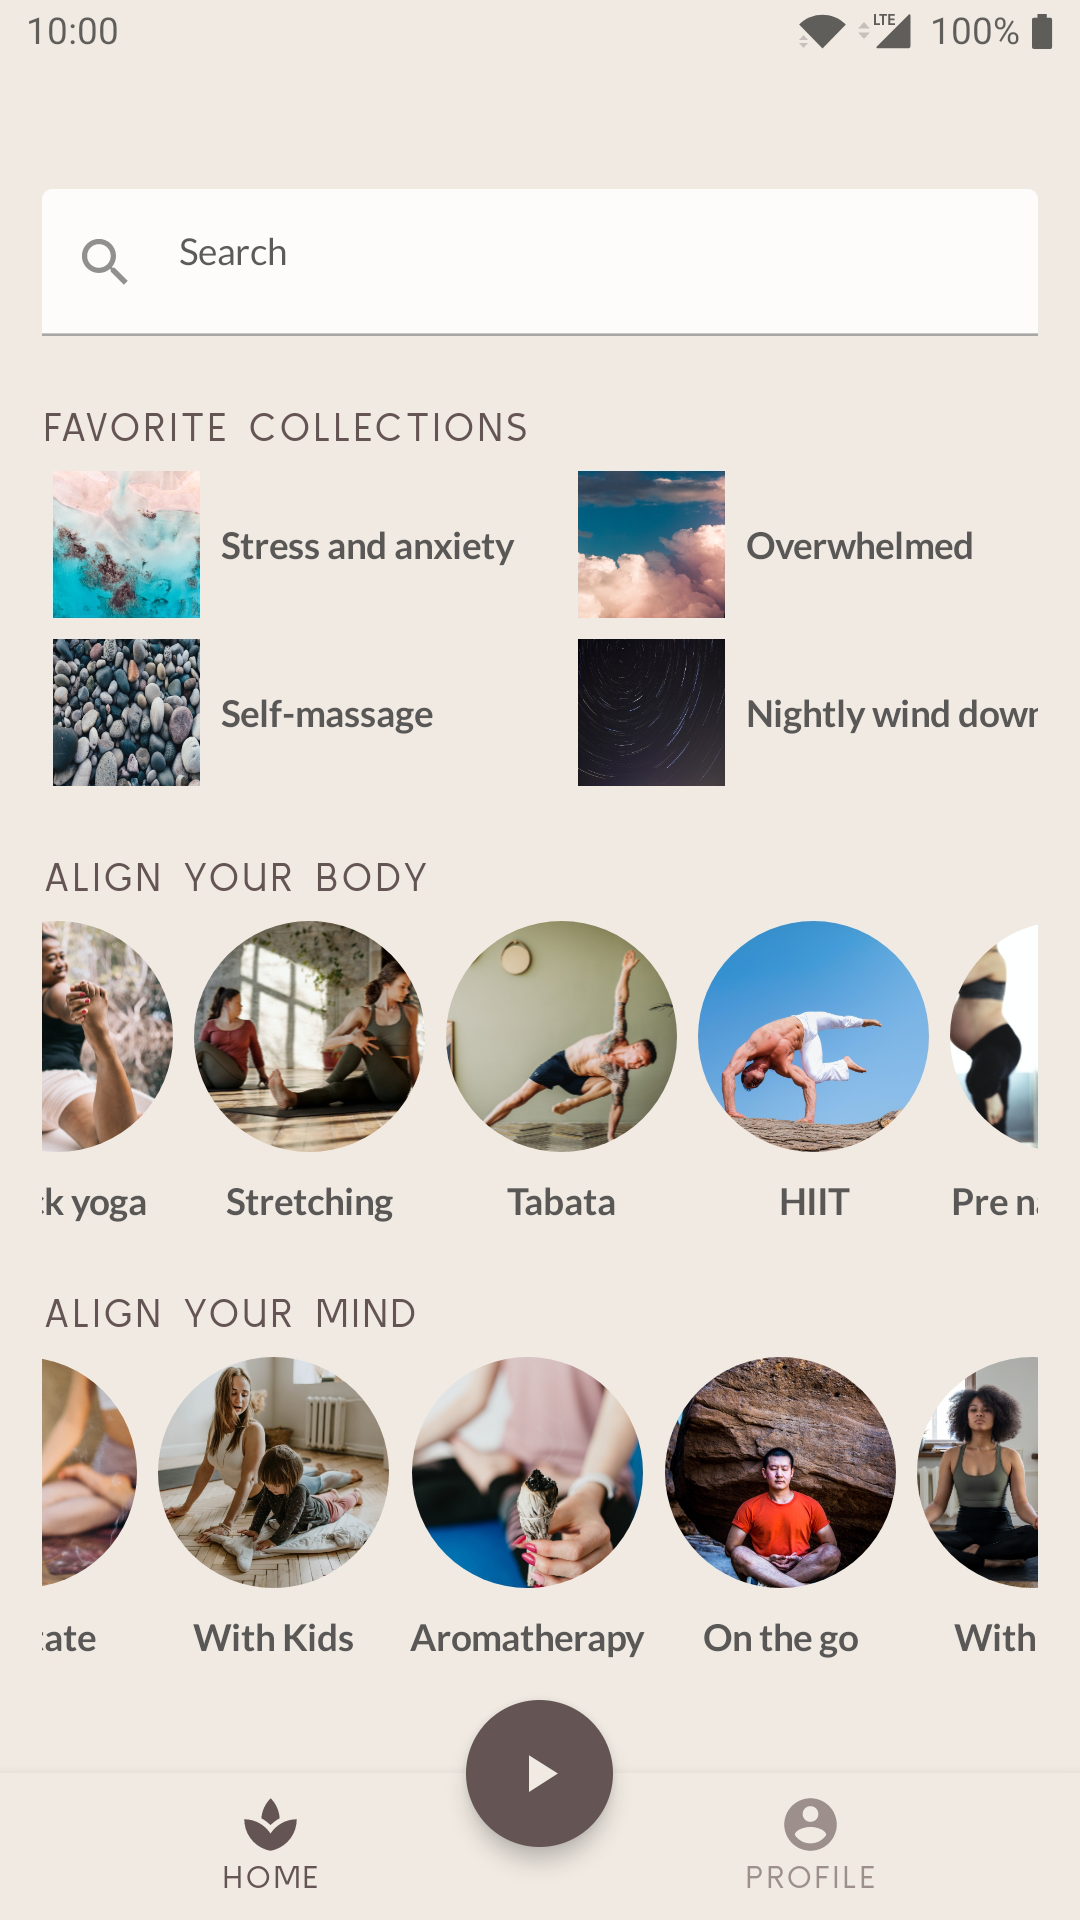 10:00 LTE 100%
Search
FAVORITE COLLECTIONS
Stress and anxiety Overwhelmed
Self-massage Nightly wind dow
ALIGN YOUR BODY
k yoga Stretching Tabata HIIT Pre n
ALIGN YOUR MIND
ate With Kids Aromatherapy On the go With
HOME PROFILE